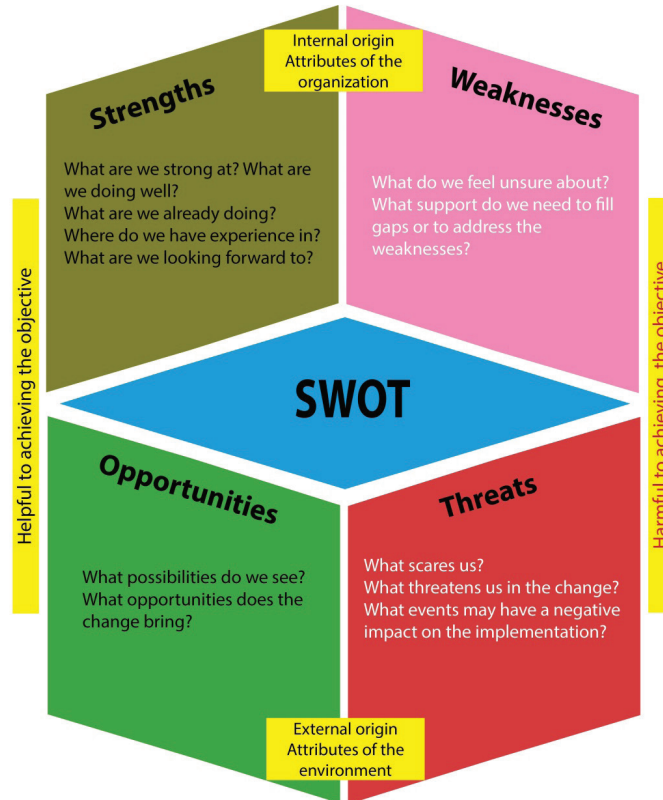 Internal origin
Attributes of the
organization
Strengths
Weaknesses
What are we strong at? What are
we doing well?
What are we already doing?
Where do we have experience in?
What are we looking forward to?
What do we feel unsure about?
What support do we need to fill
gaps or to address the
weaknesses?
Helpful to achieving the objective
Harmful to achieving the objective
SWOT
Opportunities
Threats
What possibilities do we see?
What opportunities does the
change bring?
What scares us?
What threatens us in the change?
What events may have a negative
impact on the implementation?
External origin
Attributes of the
environment